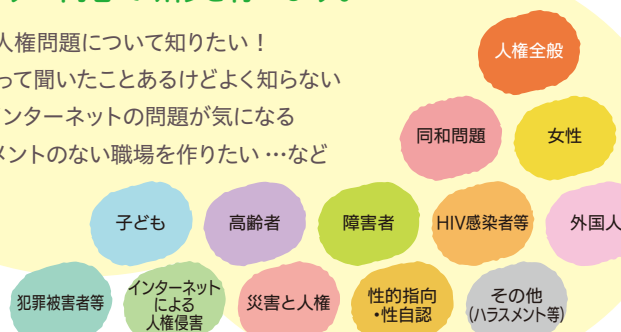 人権問題について知りたい！
って聞いたことあるけどよく知らない
ンターネットの問題が気になる
メントのない職場を作りたい…など
人権全般
同和問題
女性
子ども
高齢者
障害者
HIV感染者等
外国人
犯罪被害者等
インターネット
による
人権侵害
災害と人権
性的指向
・性自認
その他
(ハラスメント等)